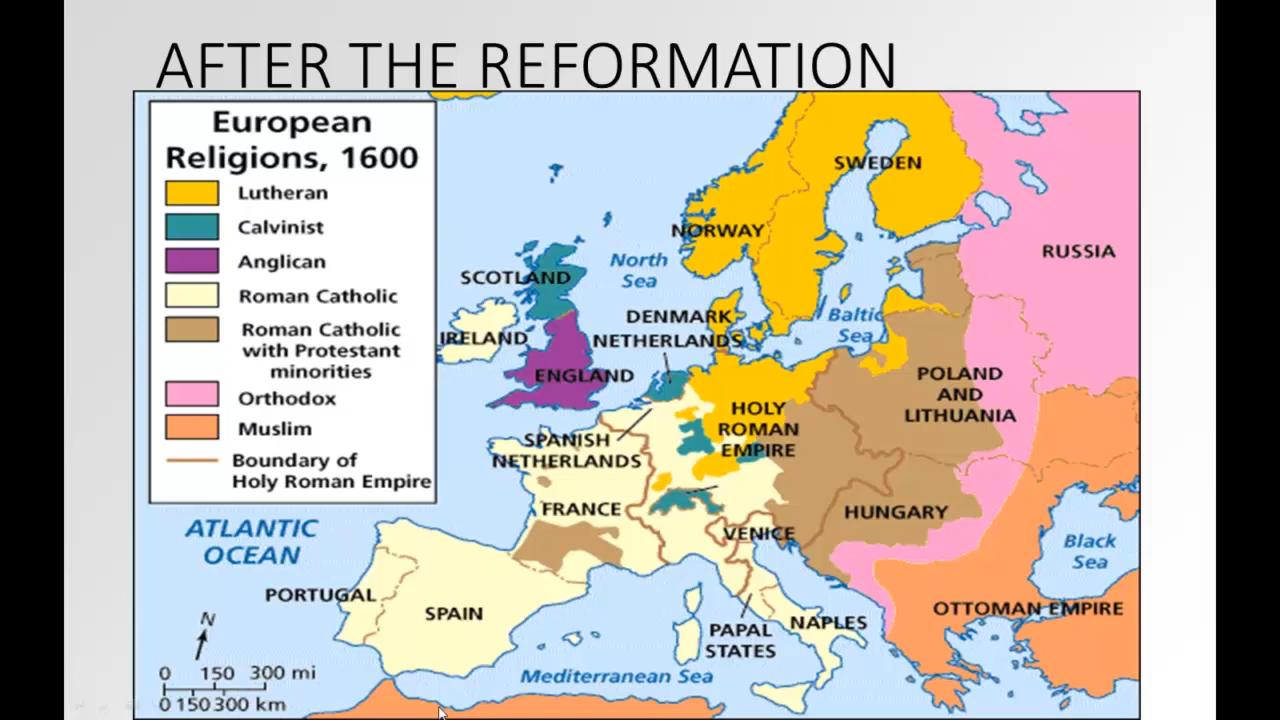 AFTER THE REFORMATION
European
Religions, 1600
Lutheran
Calvinist
Anglican
Roman Catholic
Roman Catholic
with Protestant
minorities
Orthodox
Muslim
Boundary of
Holy Roman Empire
SWEDEN
NORWAY
RUSSIA
North
Sea
SCOTLAND
DENMARK
Baltic
Sea
IRELAND
NETHERLANDS
ENGLAND
POLAND
AND
LITHUANIA
HOLY
ROMAN
EMPIRE
SPANISH
NETHERLANDS
FRANCE
HUNGARY
VENICE
ATLANTIC
OCEAN
Black
Sea
PORTUGAL
SPAIN
OTTOMAN EMPIRE
PAPAL
STATES
NAPLES
Mediterranean Sea
N
0 150 300 mi
0 150 300 km